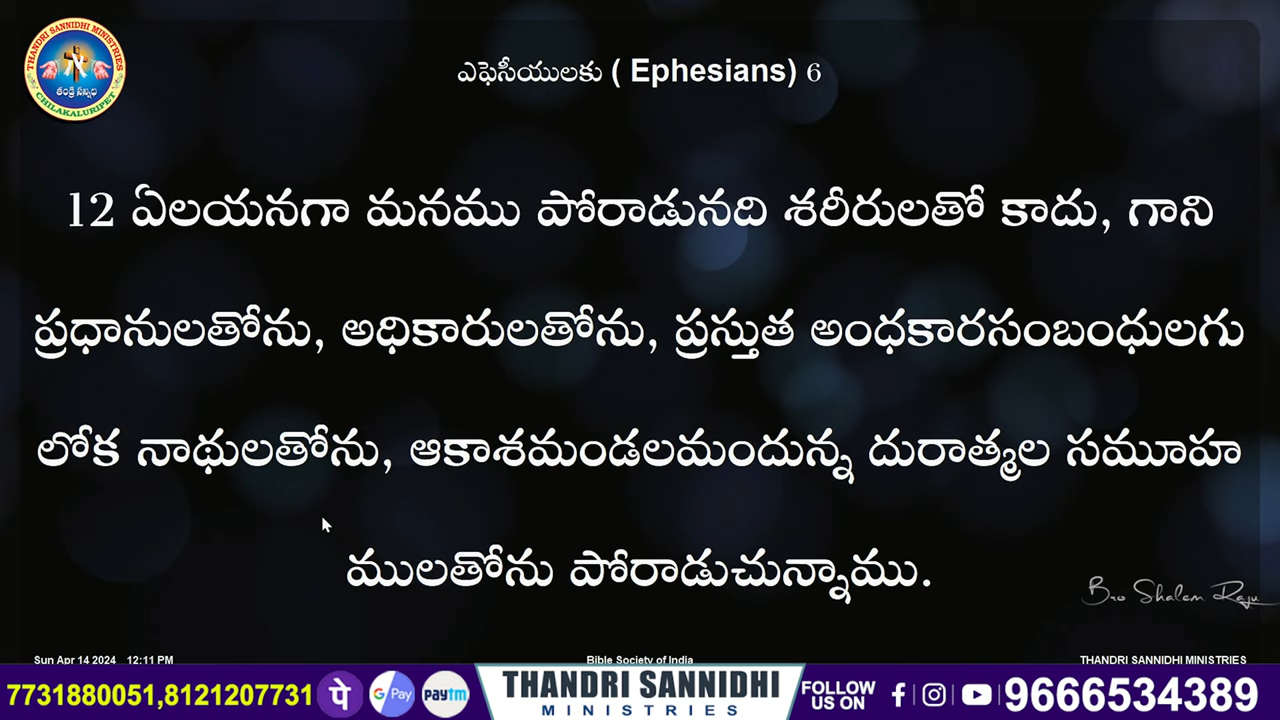 THANDRI SANNIDHI MINISTRIES
తండ్రి సన్నిధి
CHILAKALURIPET
ఎఫెసీయులకు ( Ephesians) 6
12 ఏలయనగా మనము పోరాడునది శరీరులతో కాదు, గాని
ప్రధానులతోను, అధికారులతోను, ప్రస్తుత అంధకారసంబంధులగు
లోక నాథులతోను, ఆకాశమండలమందున్న దురాత్మల సమూహ
ములతోను పోరాడుచున్నాము.
Bro Shalem Raju
Sun Apr 14 2024 12:11 PM Bible Society of India THANDRI SANNIDHI MINISTRIES
7731880051,8121207731 पे G Pay paytm THANDRI SANNIDHI FOLLOW 9666534389
MINISTRIES US ON